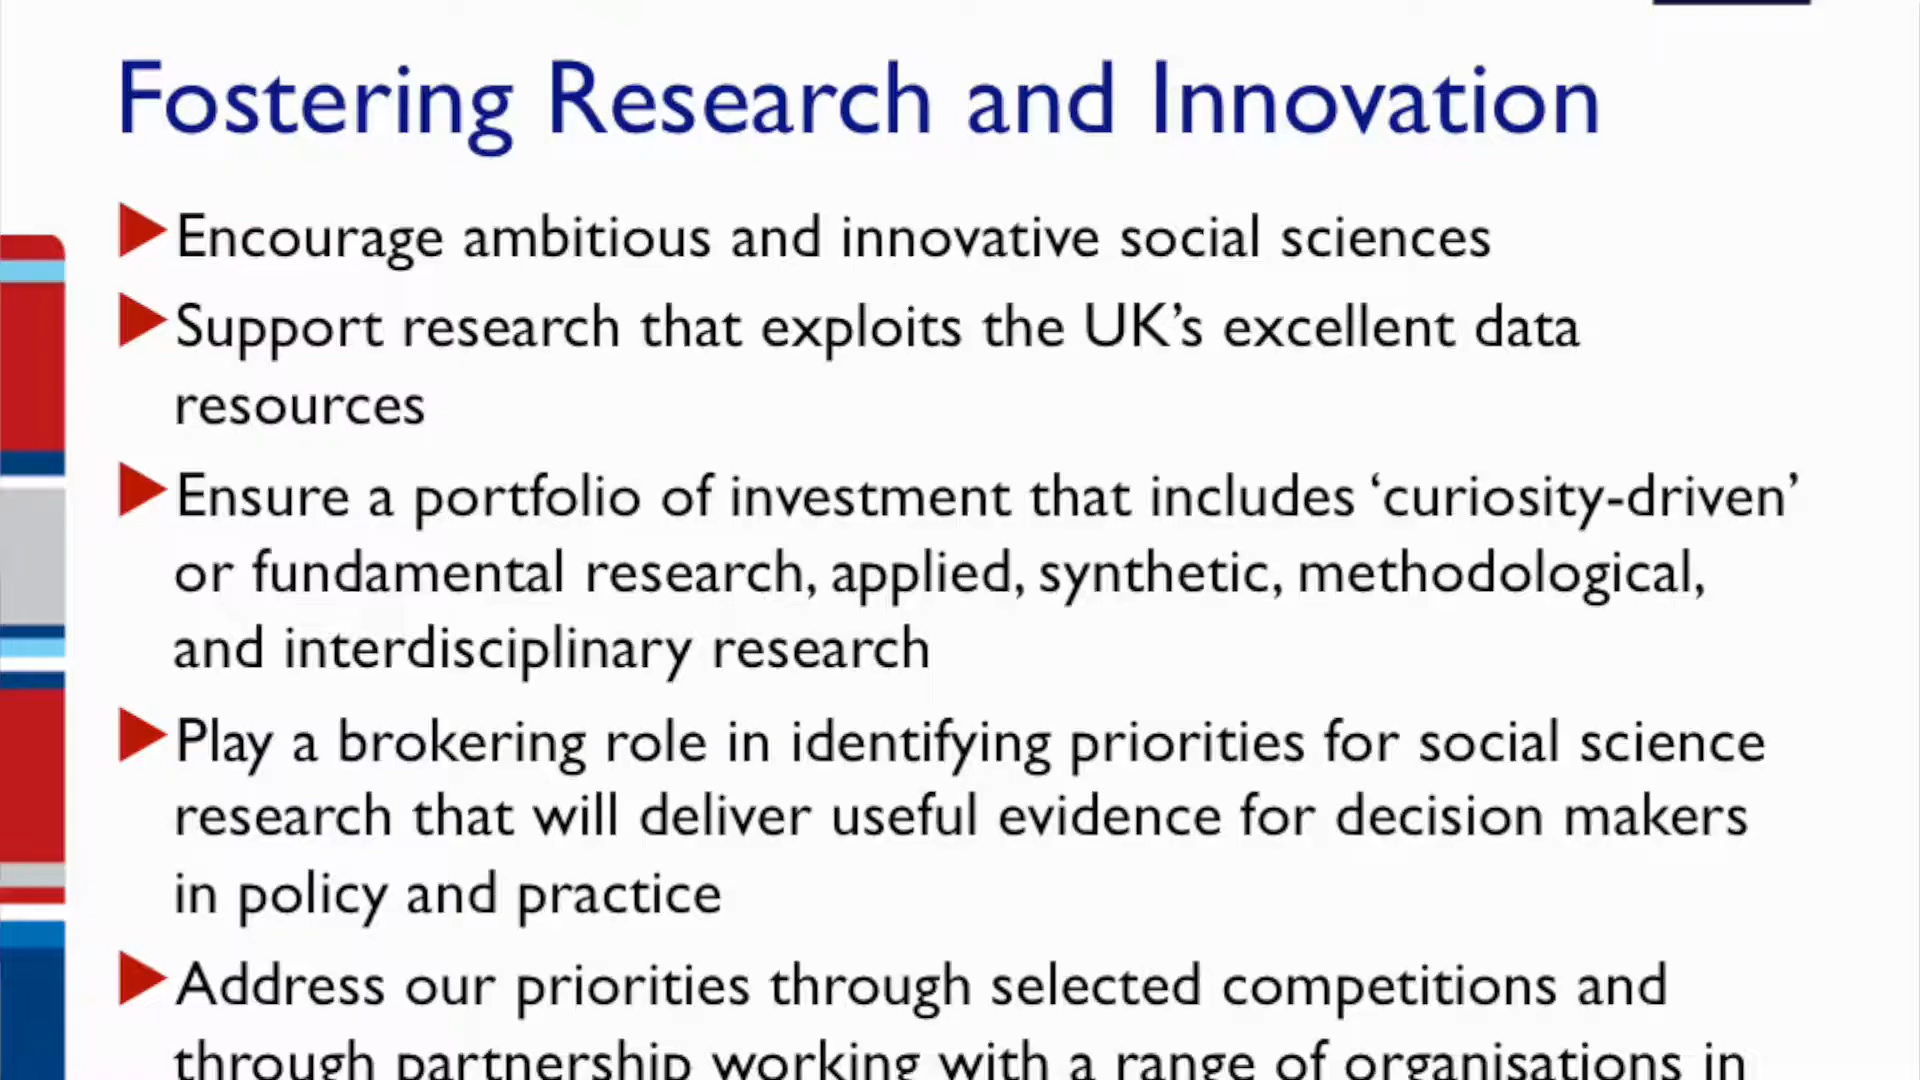 Fostering Research and Innovation
Encourage ambitious and innovative social sciences
Support research that exploits the UK’s excellent data
resources
Ensure a portfolio of investment that includes ‘curiosity-driven’
or fundamental research, applied, synthetic, methodological,
and interdisciplinary research
Play a brokering role in identifying priorities for social science
research that will deliver useful evidence for decision makers
in policy and practice
Address our priorities through selected competitions and
through partnership working with a range of organisations in